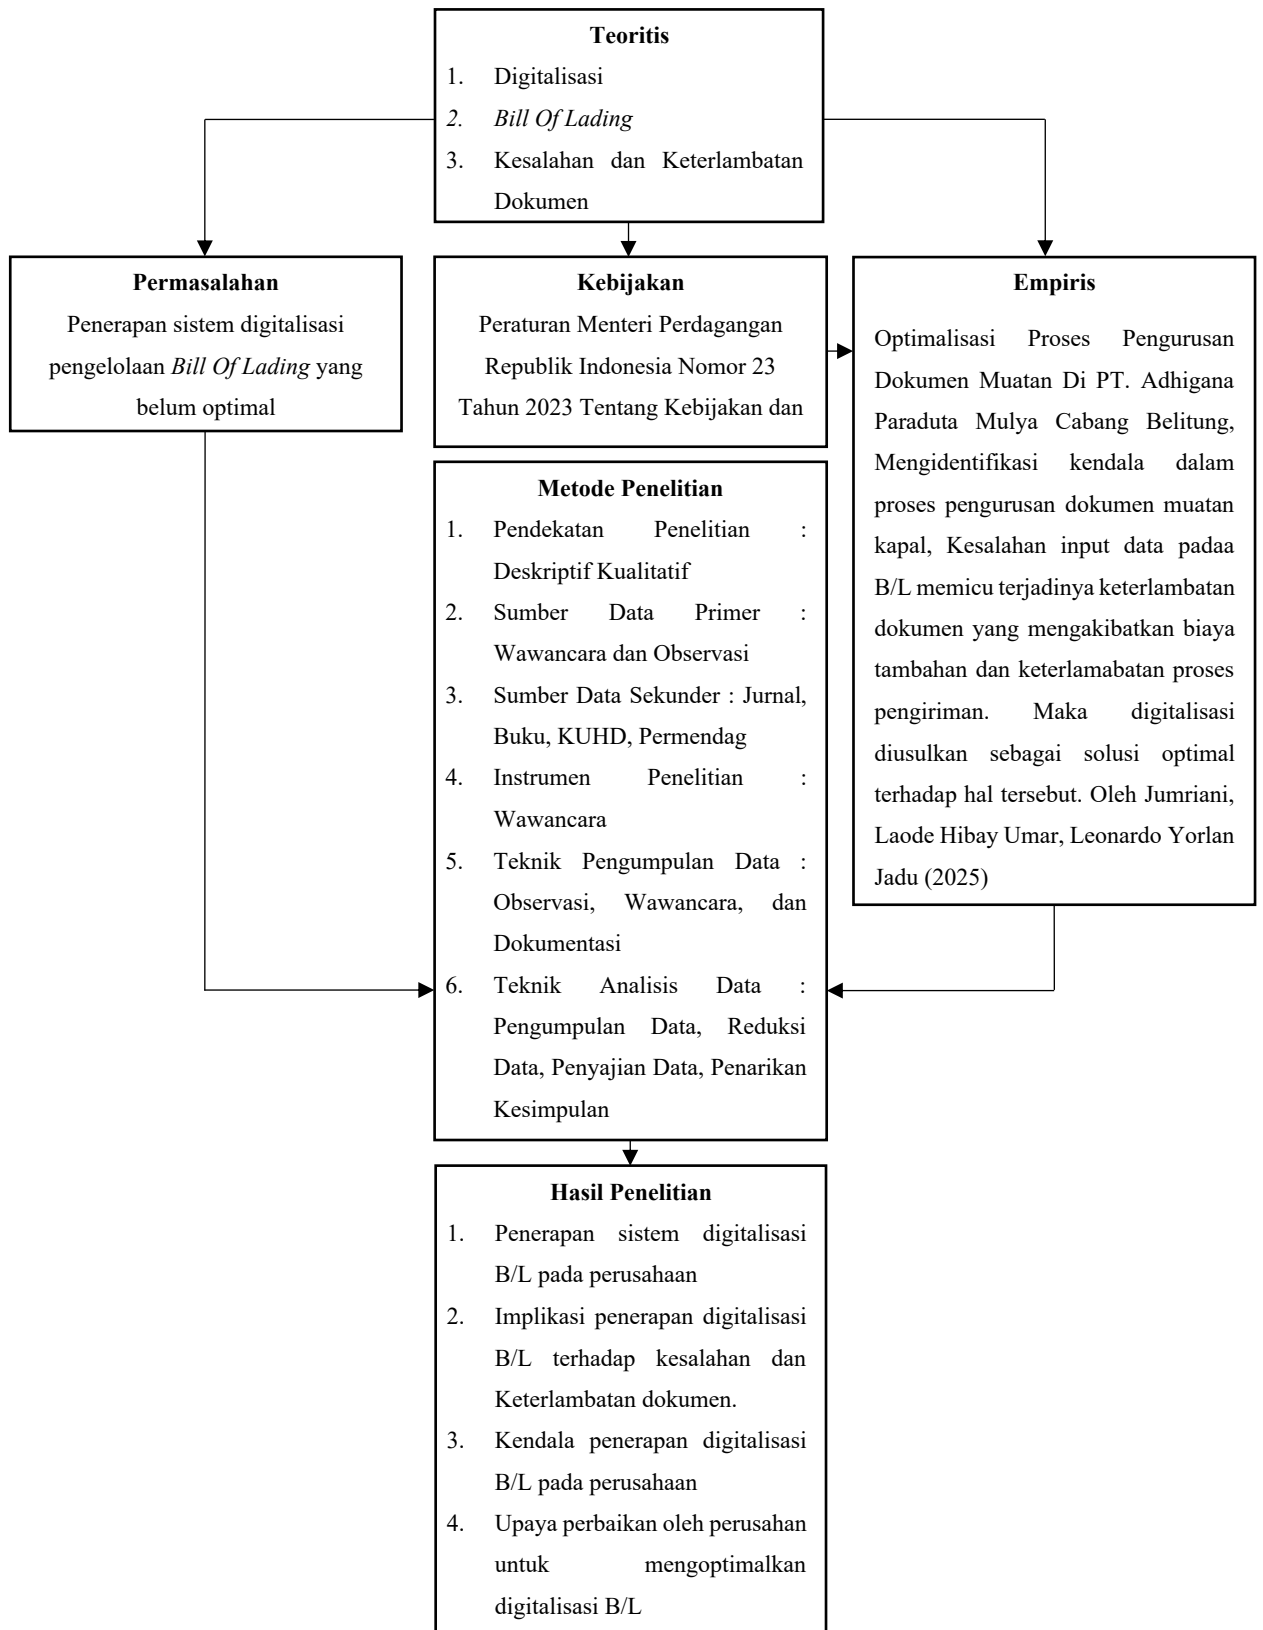 Teoritis
1. Digitalisasi
2. Bill Of Lading
3. Kesalahan dan Keterlambatan
Dokumen
Permasalahan
Penerapan sistem digitalisasi
pengelolaan Bill Of Lading yang
belum optimal
Kebijakan
Peraturan Menteri Perdagangan
Republik Indonesia Nomor 23
Tahun 2023 Tentang Kebijakan dan
Empiris
Optimalisasi Proses Pengurusan
Dokumen Muatan Di PT. Adhigana
Paraduta Mulya Cabang Belitung,
Mengidentifikasi kendala dalam
proses pengurusan dokumen muatan
kapal, Kesalahan input data padaa
B/L memicu terjadinya keterlambatan
dokumen yang mengakibatkan biaya
tambahan dan keterlamabatan proses
pengiriman. Maka digitalisasi
diusulkan sebagai solusi optimal
terhadap hal tersebut. Oleh Jumriani,
Laode Hibay Umar, Leonardo Yorlan
Jadu (2025)
Metode Penelitian
1. Pendekatan Penelitian :
Deskriptif Kualitatif
2. Sumber Data Primer :
Wawancara dan Observasi
3. Sumber Data Sekunder : Jurnal,
Buku, KUHD, Permendag
4. Instrumen Penelitian :
Wawancara
5. Teknik Pengumpulan Data :
Observasi, Wawancara, dan
Dokumentasi
6. Teknik Analisis Data :
Pengumpulan Data, Reduksi
Data, Penyajian Data, Penarikan
Kesimpulan
Hasil Penelitian
1. Penerapan sistem digitalisasi
B/L pada perusahaan
2. Implikasi penerapan digitalisasi
B/L terhadap kesalahan dan
Keterlambatan dokumen.
3. Kendala penerapan digitalisasi
B/L pada perusahaan
4. Upaya perbaikan oleh perusahan
untuk mengoptimalkan
digitalisasi B/L